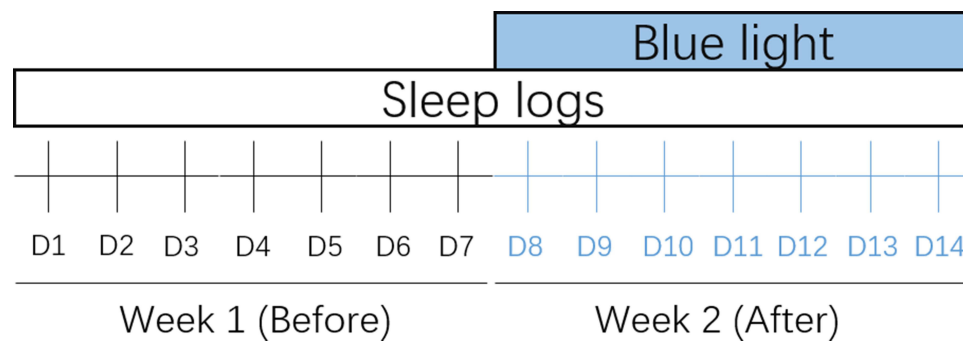 Blue light
Sleep logs
D1 D2 D3 D4 D5 D6 D7 D8 D9 D10 D11 D12 D13 D14
Week 1 (Before) Week 2 (After)